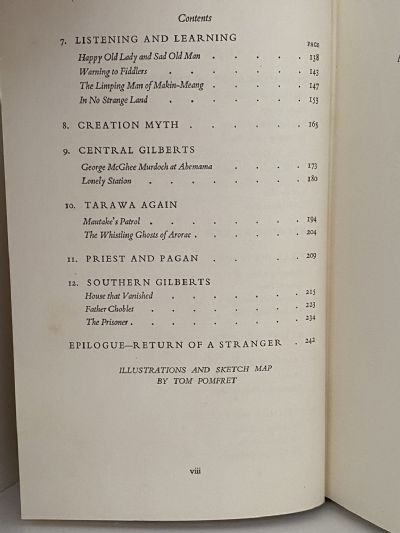 Contents
7. LISTENING AND LEARNING PAGE
Happy Old Lady and Sad Old Man . . . . . 138
Warning to Fiddlers . . . . . . 143
The Limping Man of Makin-Meang . . . . 147
In No Strange Land . . . . . . 153
8. CREATION MYTH . . . . . . 165
9. CENTRAL GILBERTS
George McGhee Murdoch at Abemama . . . . 173
Lonely Station . . . . . . . 180
10. TARAWA AGAIN
Mautake's Patrol . . . . . . . 194
The Whistling Ghosts of Arorae . . . . . 204
11. PRIEST AND PAGAN . . . . 209
12. SOUTHERN GILBERTS
House that Vanished . . . . . . 215
Father Choblet . . . . . . . 223
The Prisoner . . . . . . . . 234
EPILOGUE—RETURN OF A STRANGER . 242
ILLUSTRATIONS AND SKETCH MAP
BY TOM POMFRET
viii